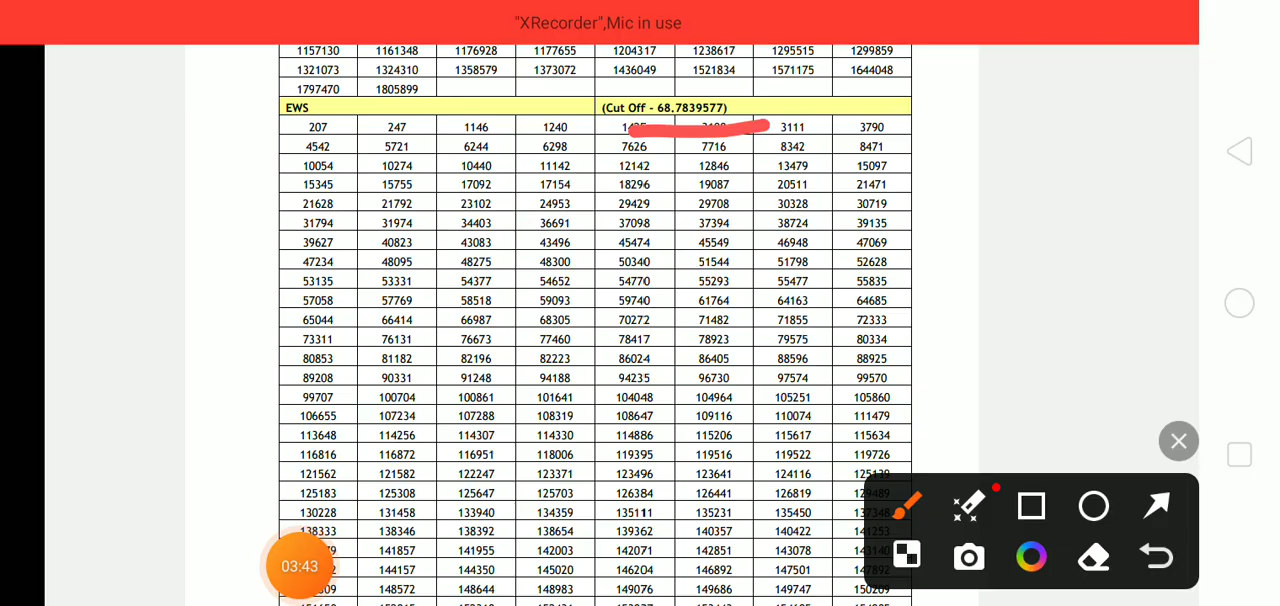 "XRecorder",Mic in use
1157130 1161348 1176928 1177655 1204317 1238617 1295515 1299859
1321073 1324310 1358579 1373072 1436049 1521834 1571175 1644048
1797470 1805899
EWS (Cut Off - 68.7839577)
207 247 1146 1240 3111 3790
4542 5721 6244 6298 7626 7716 8342 8471
10054 10274 10440 11142 12142 12846 13479 15097
15345 15755 17092 17154 18296 19087 20511 21471
21628 21792 23102 24953 29429 29708 30328 30719
31794 31974 34403 36691 37098 37394 38724 39135
39627 40823 43083 43496 45474 45549 46948 47069
47234 48095 48275 48300 50340 51544 51798 52628
53135 53331 54377 54652 54770 55293 55477 55835
57058 57769 58518 59093 59740 61764 64163 64685
65044 66414 66987 68305 70272 71482 71855 72333
73311 76131 76673 77460 78417 78923 79575 80334
80853 81182 82196 82223 86024 86405 88596 88925
89208 90331 91248 94188 94235 96730 97574 99570
99707 100704 100861 101641 104048 104964 105251 105860
106655 107234 107288 108319 108647 109116 110074 111479
113648 114256 114307 114330 114886 115206 115617 115634
116816 116872 116951 118006 119395 119516 119522 119726
121562 121582 122247 123371 123496 123641 124116 125139
125183 125308 125647 125703 126384 126441 126819 129489
130228 131458 133940 134359 135111 135231 135450 137348
138333 138346 138392 138654 139362 140357 140422 141253
141857 141955 142003 142071 142851 143078 143140
144157 144350 145020 146204 146892 147501 147892
148572 148644 148983 149076 149686 149747 150209
03:43